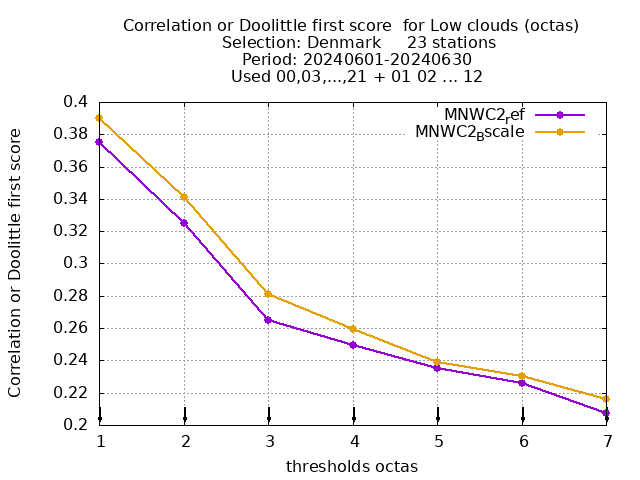 Correlation or Doolittle first score  for Low clouds (octas)
Selection: Denmark     23 stations
Period: 20240601-20240630
Used 00,03,...,21 + 01 02 ... 12
MNWC2ref
MNWC2Bscale
0.4
0.38
0.36
0.34
0.32
0.3
0.28
0.26
0.24
0.22
0.2
Correlation or Doolittle first score
1 2 3 4 5 6 7
thresholds octas